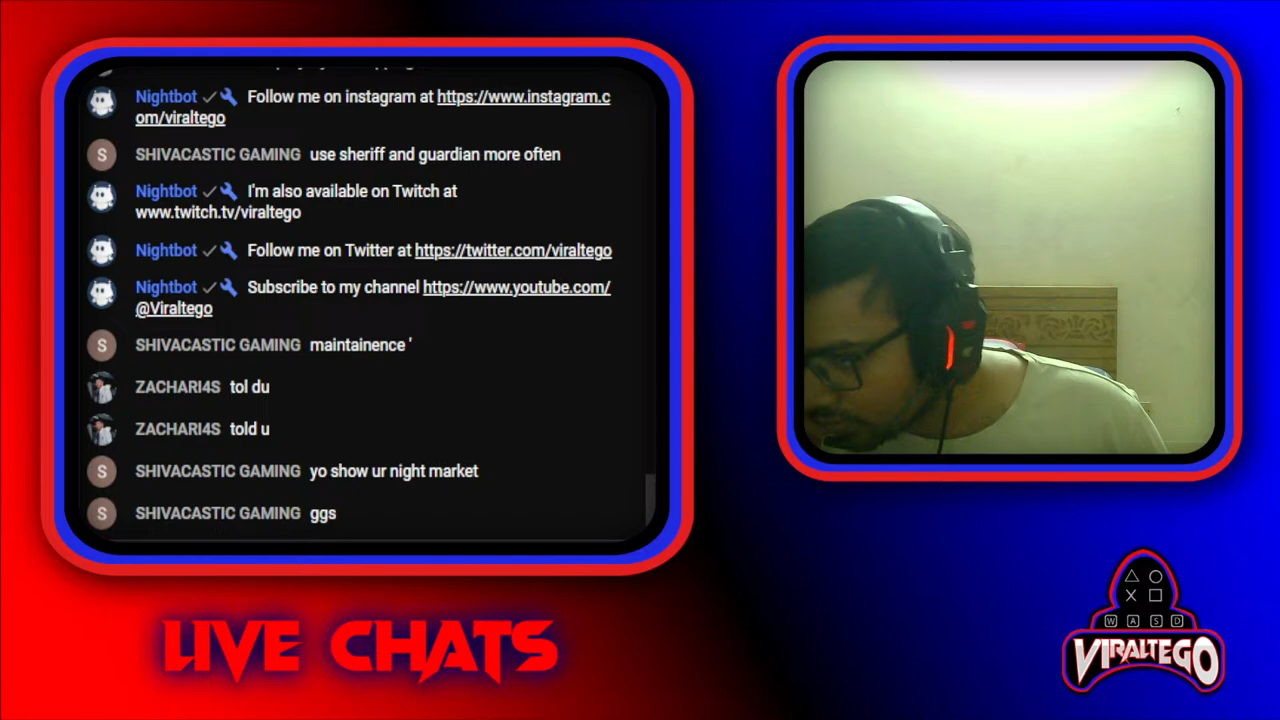 Nightbot Follow me on instagram at https://www.instagram.c
om/viraltego
S SHIVACASTIC GAMING use sheriff and guardian more often
Nightbot I'm also available on Twitch at
www.twitch.tv/viraltego
Nightbot Follow me on Twitter at https://twitter.com/viraltego
Nightbot Subscribe to my channel https://www.youtube.com/
@Viraltego
S SHIVACASTIC GAMING maintainence '
ZACHARI4S tol du
ZACHARI4S told u
S SHIVACASTIC GAMING yo show ur night market
S SHIVACASTIC GAMING ggs
LIVE CHATS
W A S D
VIRALTEGO